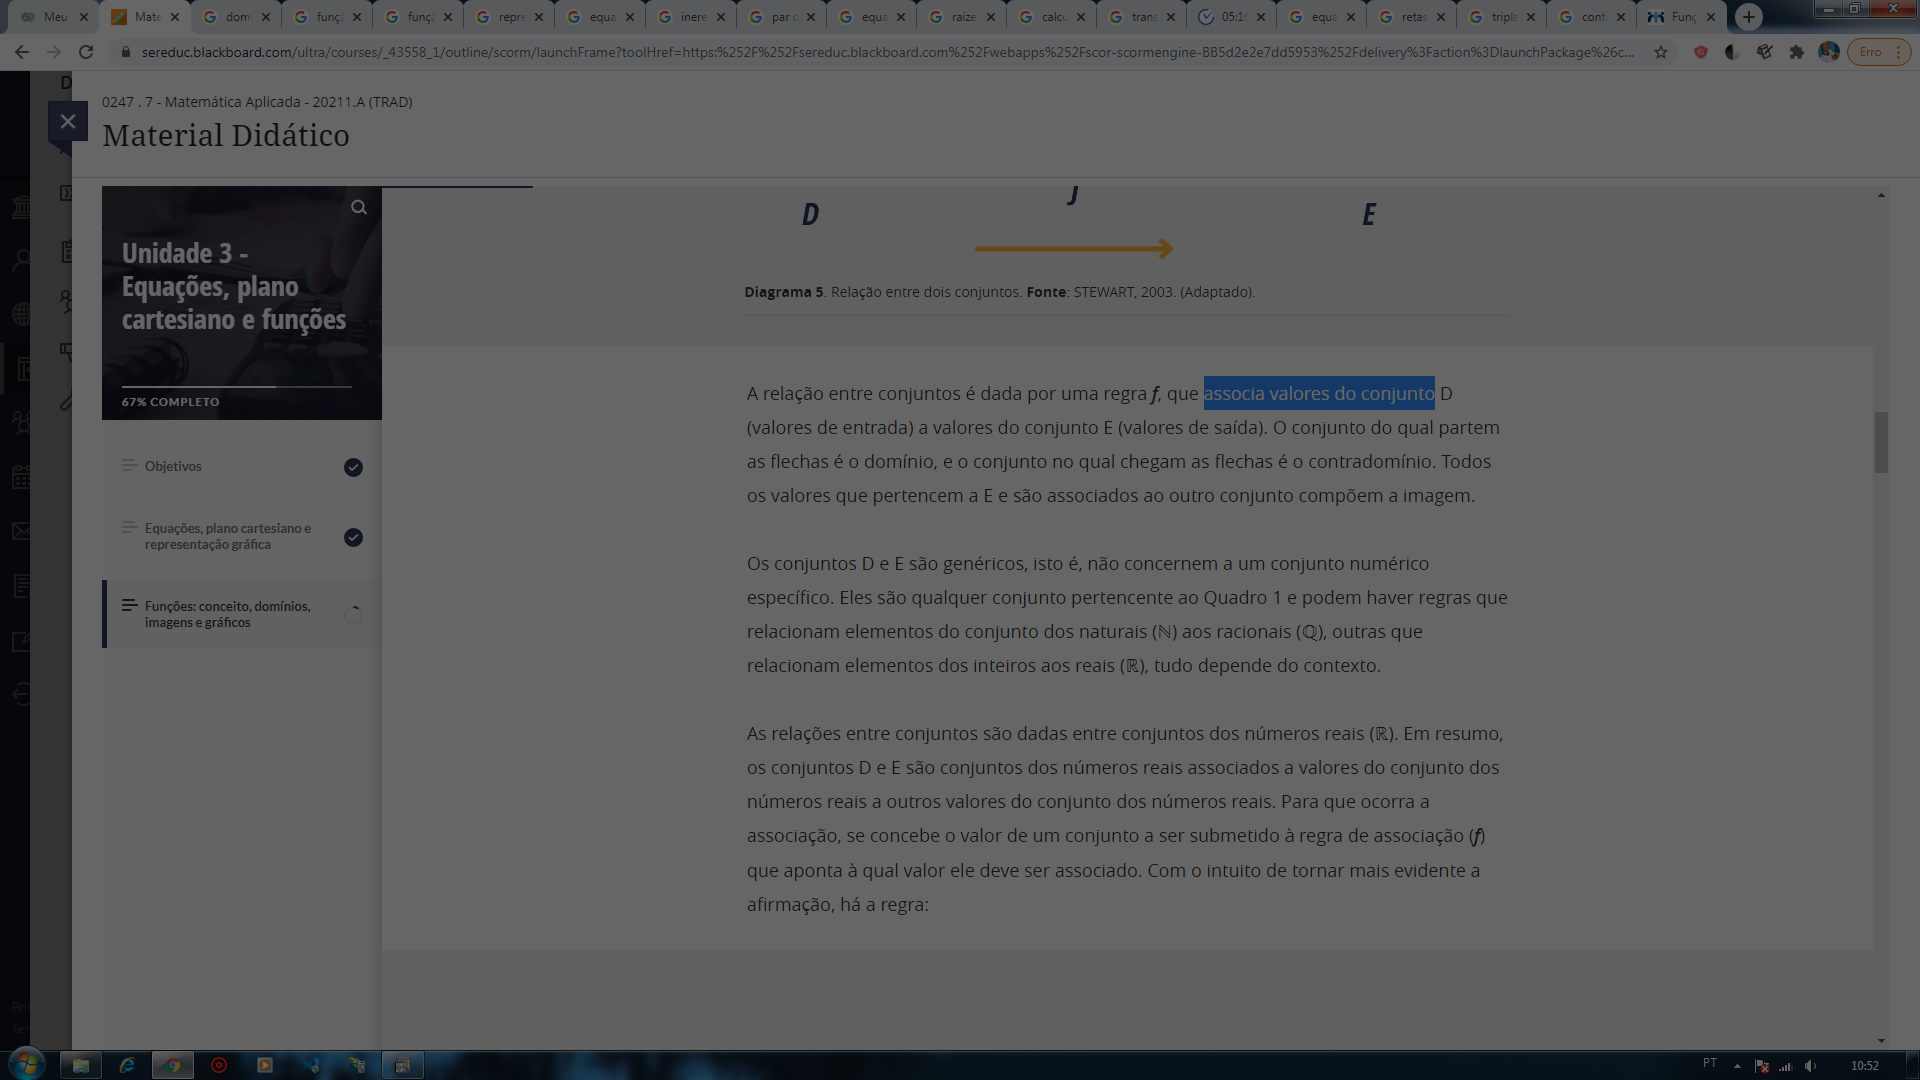 Meu
Mate
domi
funçã
funçã
repre
equa
inere
par o
equa
raíze
calcu
trans
05:16
equa
retas
tripla
conti
Funç
sereduc.blackboard.com/ultra/courses/_43558_1/outline/scorm/launchFrame?toolHref=https:%252F%252Fsereduc.blackboard.com%252Fwebapps%252Fscor-scormengine-BB5d2e2e7dd5953%252Fdelivery%3Faction%3DlaunchPackage%26c...
Erro
D
0247 . 7 - Matemática Aplicada - 20211.A (TRAD)
Material Didático
Unidade 3 -
Equações, plano
cartesiano e funções
67% COMPLETO
Objetivos
Equações, plano cartesiano e
representação gráfica
Funções: conceito, domínios,
imagens e gráficos
D
f
E
Diagrama 5. Relação entre dois conjuntos. Fonte: STEWART, 2003. (Adaptado).
A relação entre conjuntos é dada por uma regra f, que associa valores do conjunto D
(valores de entrada) a valores do conjunto E (valores de saída). O conjunto do qual partem
as flechas é o domínio, e o conjunto no qual chegam as flechas é o contradomínio. Todos
os valores que pertencem a E e são associados ao outro conjunto compõem a imagem.
Os conjuntos D e E são genéricos, isto é, não concernem a um conjunto numérico
específico. Eles são qualquer conjunto pertencente ao Quadro 1 e podem haver regras que
relacionam elementos do conjunto dos naturais (ℕ) aos racionais (ℚ), outras que
relacionam elementos dos inteiros aos reais (ℝ), tudo depende do contexto.
As relações entre conjuntos são dadas entre conjuntos dos números reais (ℝ). Em resumo,
os conjuntos D e E são conjuntos dos números reais associados a valores do conjunto dos
números reais a outros valores do conjunto dos números reais. Para que ocorra a
associação, se concebe o valor de um conjunto a ser submetido à regra de associação (f)
que aponta à qual valor ele deve ser associado. Com o intuito de tornar mais evidente a
afirmação, há a regra:
Pri
Ter
PT
10:52